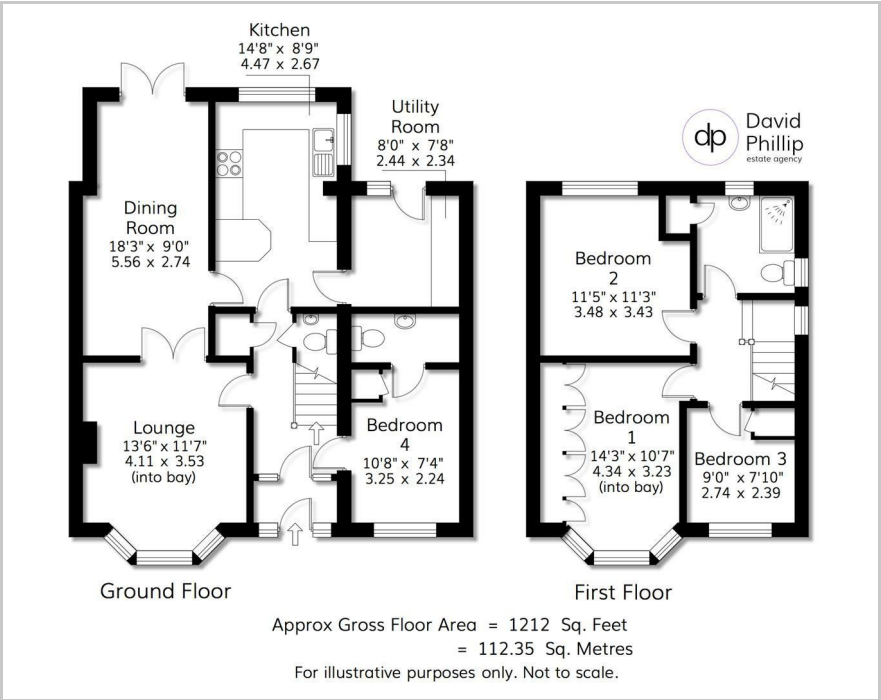 Kitchen
14'8" x 8'9"
4.47 x 2.67
Utility
Room
8'0" x 7'8"
2.44 x 2.34
dp
David
Phillip
estate agency
Dining
Room
18'3" x 9'0"
5.56 x 2.74
Bedroom
2
11'5" x 11'3"
3.48 x 3.43
Lounge
13'6" x 11'7"
4.11 x 3.53
(into bay)
Bedroom
4
10'8" x 7'4"
3.25 x 2.24
Bedroom
1
14'3" x 10'7"
4.34 x 3.23
(into bay)
Bedroom 3
9'0" x 7'10"
2.74 x 2.39
Ground Floor
First Floor
Approx Gross Floor Area = 1212 Sq. Feet
= 112.35 Sq. Metres
For illustrative purposes only. Not to scale.